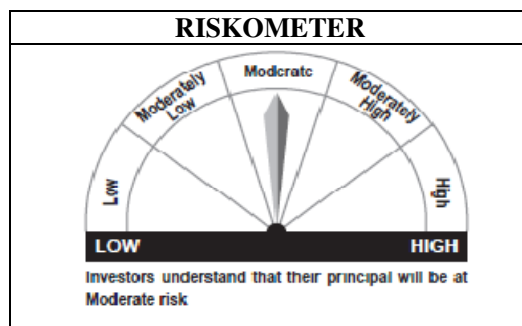 RISKOMETER
Moderate
Moderately
Low
Moderately
High
Low
High
LOW HIGH
Investors understand that their principal will be at
Moderate risk